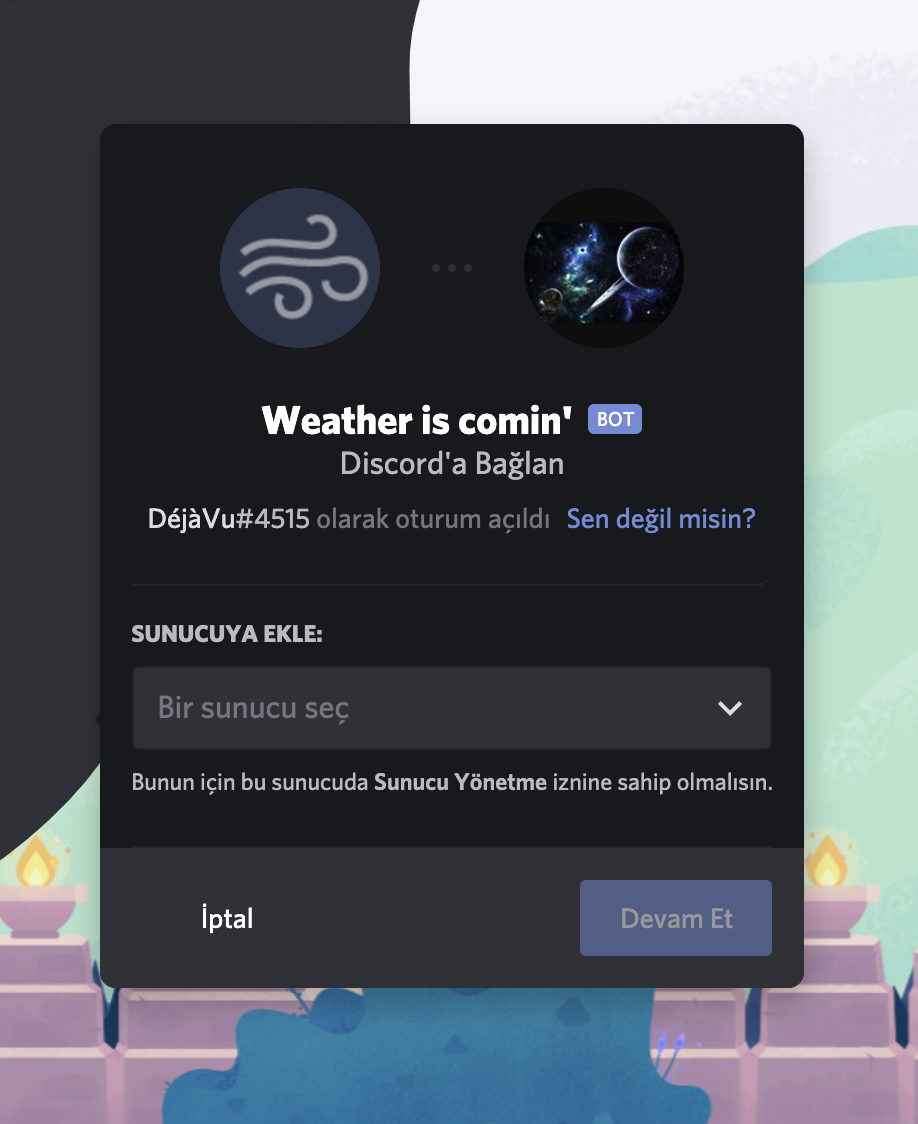 Weather is comin' BOT
Discord'a Bağlan
DéjàVu#4515 olarak oturum açıldı Sen değil misin?
SUNUCUYA EKLE:
Bir sunucu seç
Bunun için bu sunucuda Sunucu Yönetme iznine sahip olmalısın.
İptal
Devam Et